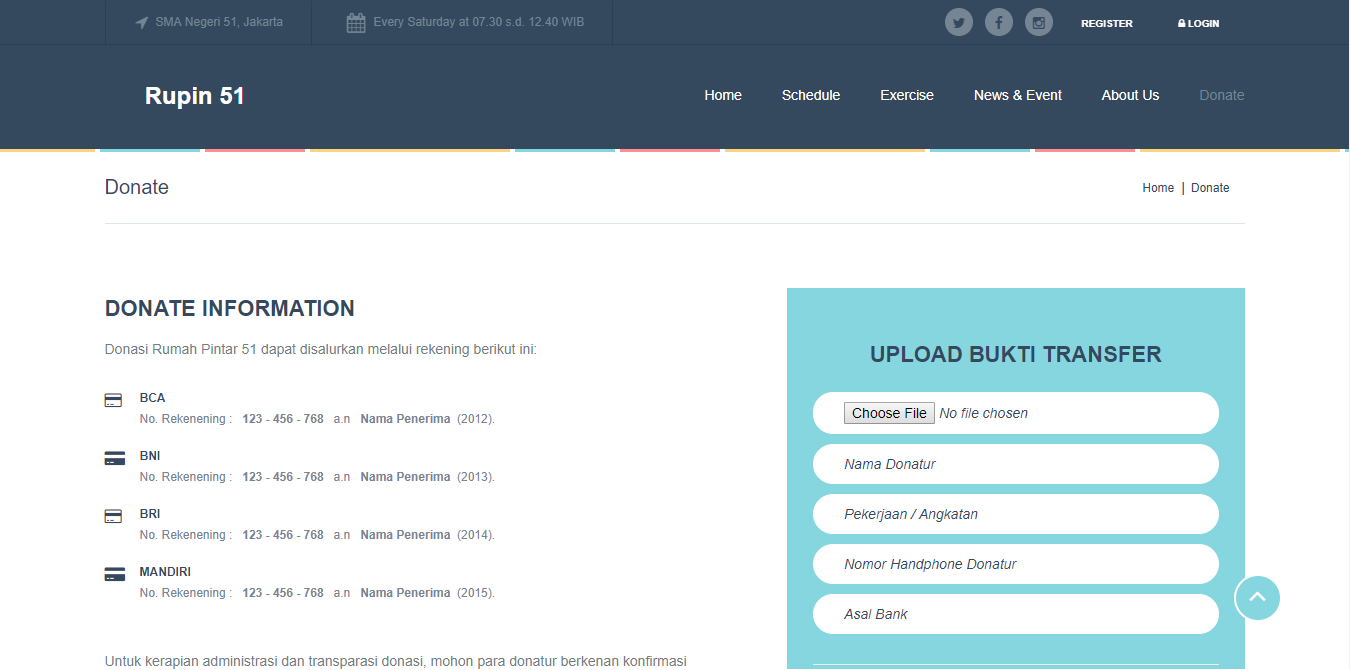 SMA Negeri 51, Jakarta
Every Saturday at 07.30 s.d. 12.40 WIB
REGISTER
LOGIN
Rupin 51
Home
Schedule
Exercise
News & Event
About Us
Donate
Donate
Home | Donate
DONATE INFORMATION
Donasi Rumah Pintar 51 dapat disalurkan melalui rekening berikut ini:
BCA
No. Rekenening : 123 - 456 - 768 a.n Nama Penerima (2012).
BNI
No. Rekenening : 123 - 456 - 768 a.n Nama Penerima (2013).
BRI
No. Rekenening : 123 - 456 - 768 a.n Nama Penerima (2014).
MANDIRI
No. Rekenening : 123 - 456 - 768 a.n Nama Penerima (2015).
Untuk kerapian administrasi dan transparasi donasi, mohon para donatur berkenan konfirmasi
UPLOAD BUKTI TRANSFER
Choose File No file chosen
Nama Donatur
Pekerjaan / Angkatan
Nomor Handphone Donatur
Asal Bank